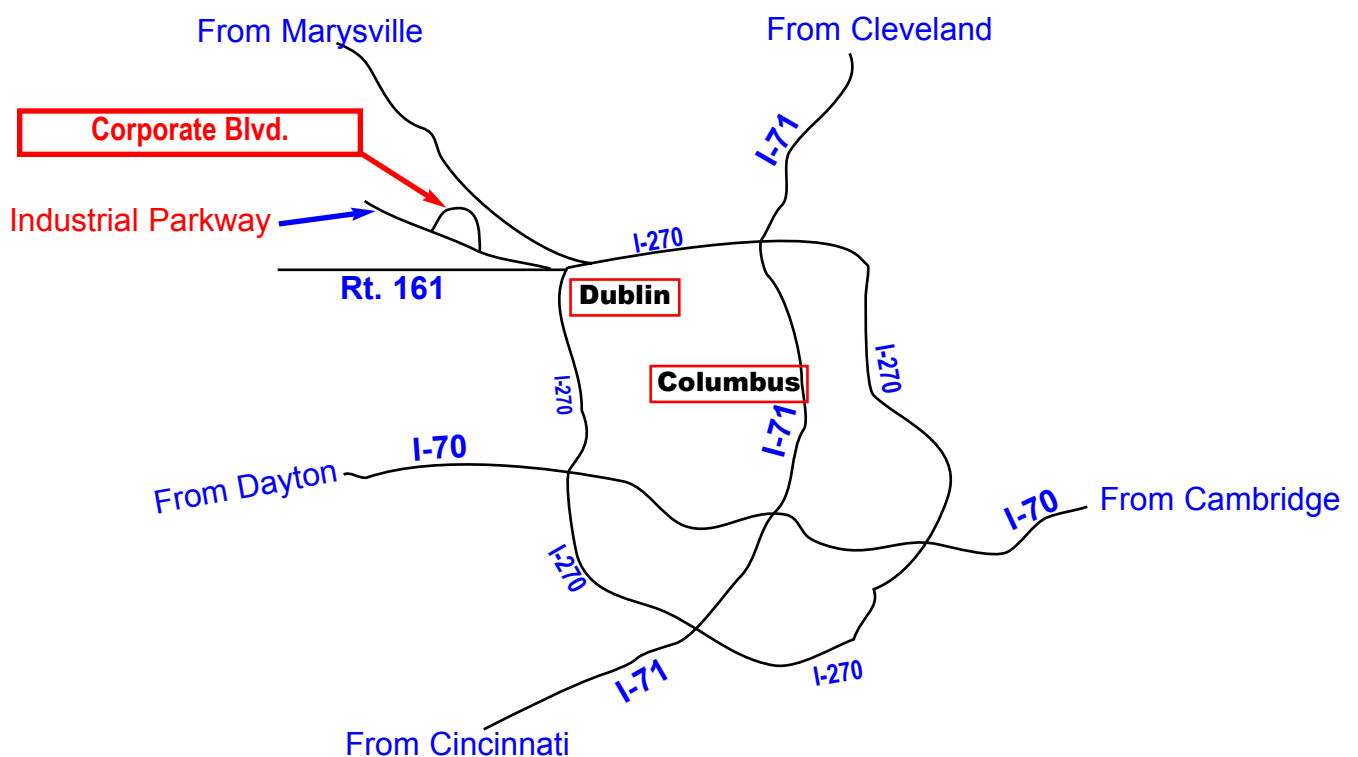 From Marysville
From Cleveland
Corporate Blvd.
I-71
Industrial Parkway
I-270
Rt. 161
Dublin
I-270
Columbus
I-270
I-71
I-70
From Dayton
I-70
From Cambridge
I-270
I-270
I-71
From Cincinnati